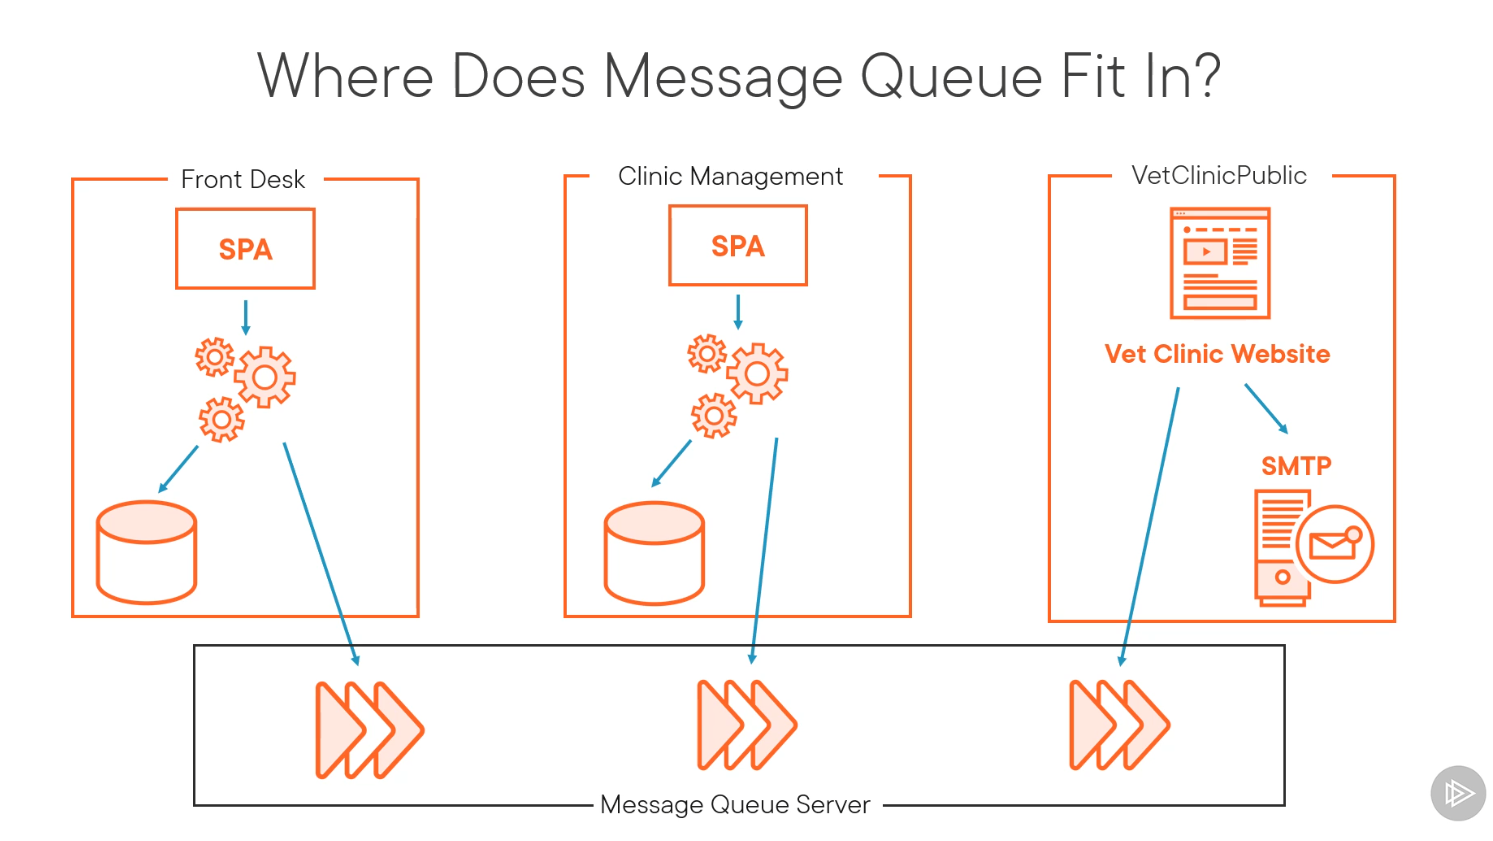 Where Does Message Queue Fit In?
Front Desk
SPA
Clinic Management
SPA
VetClinicPublic
Vet Clinic Website
SMTP
Message Queue Server